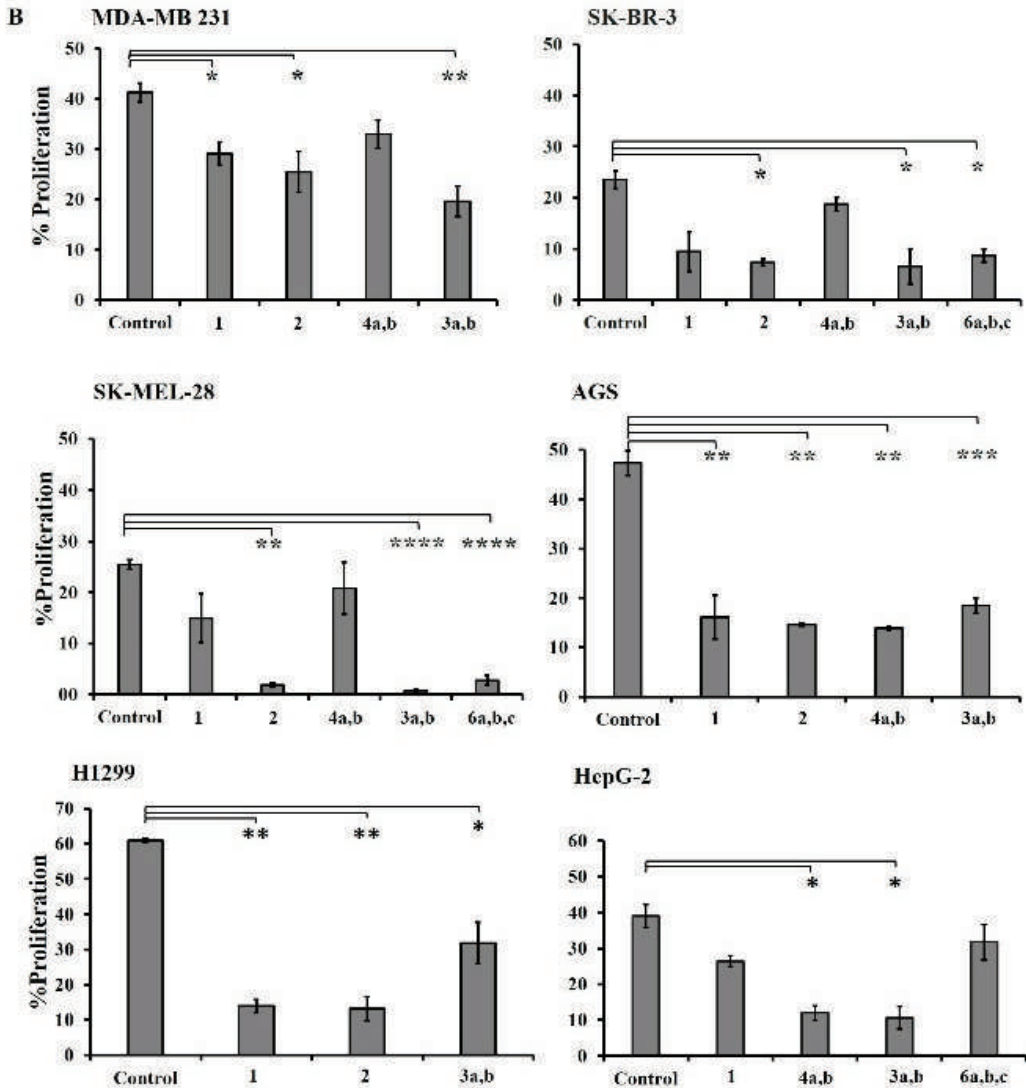 B
MDA-MB 231
SK-BR-3
50
40
30
20
10
0
% Proliferation
* * **
Control 1 2 4a,b 3a,b
50
40
30
20
10
0
* * *
Control 1 2 4a,b 3a,b 6a,b,c
SK-MEL-28
AGS
50
40
30
20
10
00
%Proliferation
** **** ****
Control 1 2 4a,b 3a,b 6a,b,c
50
40
30
20
10
0
** ** ** ***
Control 1 2 4a,b 3a,b
H1299
HepG-2
70
60
50
40
30
20
10
0
%Proliferation
** ** *
Control 1 2 3a,b
60
50
40
30
20
10
0
* *
Control 1 4a,b 3a,b 6a,b,c